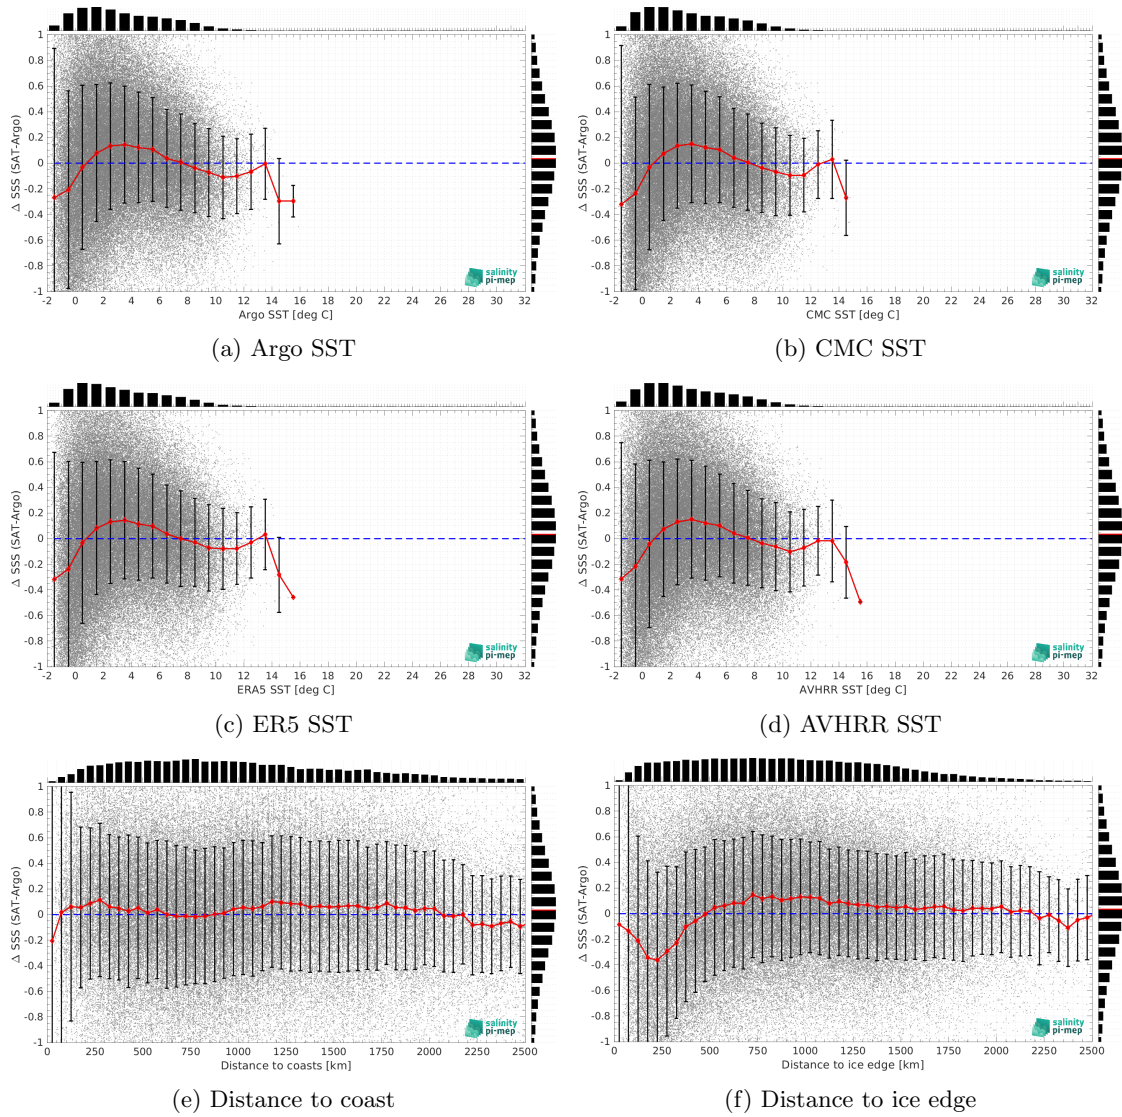 1
0.8
0.6
0.4
0.2
0
-0.2
-0.4
-0.6
-0.8
-1
Δ SSS (SAT-Argo)
salinity
pi-mep
-2 0 2 4 6 8 10 12 14 16 18 20 22 24 26 28 30 32
Argo SST [deg C]
(a) Argo SST
1
0.8
0.6
0.4
0.2
0
-0.2
-0.4
-0.6
-0.8
-1
Δ SSS (SAT-Argo)
salinity
pi-mep
-2 0 2 4 6 8 10 12 14 16 18 20 22 24 26 28 30 32
CMC SST [deg C]
(b) CMC SST
1
0.8
0.6
0.4
0.2
0
-0.2
-0.4
-0.6
-0.8
-1
Δ SSS (SAT-Argo)
salinity
pi-mep
-2 0 2 4 6 8 10 12 14 16 18 20 22 24 26 28 30 32
ERA5 SST [deg C]
(c) ER5 SST
1
0.8
0.6
0.4
0.2
0
-0.2
-0.4
-0.6
-0.8
-1
Δ SSS (SAT-Argo)
salinity
pi-mep
-2 0 2 4 6 8 10 12 14 16 18 20 22 24 26 28 30 32
AVHRR SST [deg C]
(d) AVHRR SST
1
0.8
0.6
0.4
0.2
0
-0.2
-0.4
-0.6
-0.8
-1
Δ SSS (SAT-Argo)
salinity
pi-mep
0 250 500 750 1000 1250 1500 1750 2000 2250 2500
Distance to coasts [km]
(e) Distance to coast
1
0.8
0.6
0.4
0.2
0
-0.2
-0.4
-0.6
-0.8
-1
Δ SSS (SAT-Argo)
salinity
pi-mep
0 250 500 750 1000 1250 1500 1750 2000 2250 2500
Distance to ice edge [km]
(f) Distance to ice edge